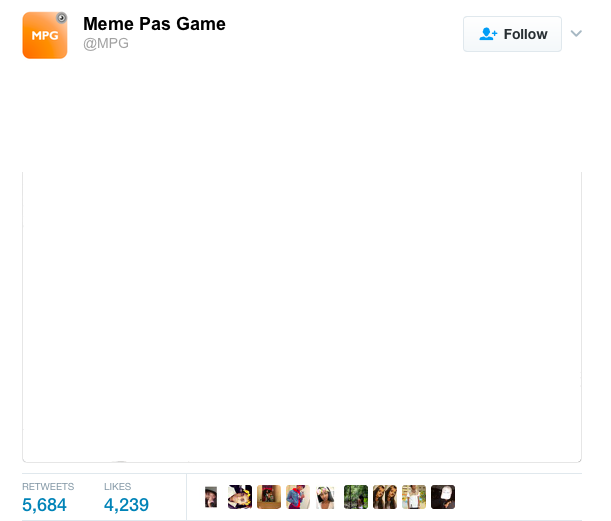 MPG
Meme Pas Game
@MPG
Follow
RETWEETS LIKES
5,684 4,239